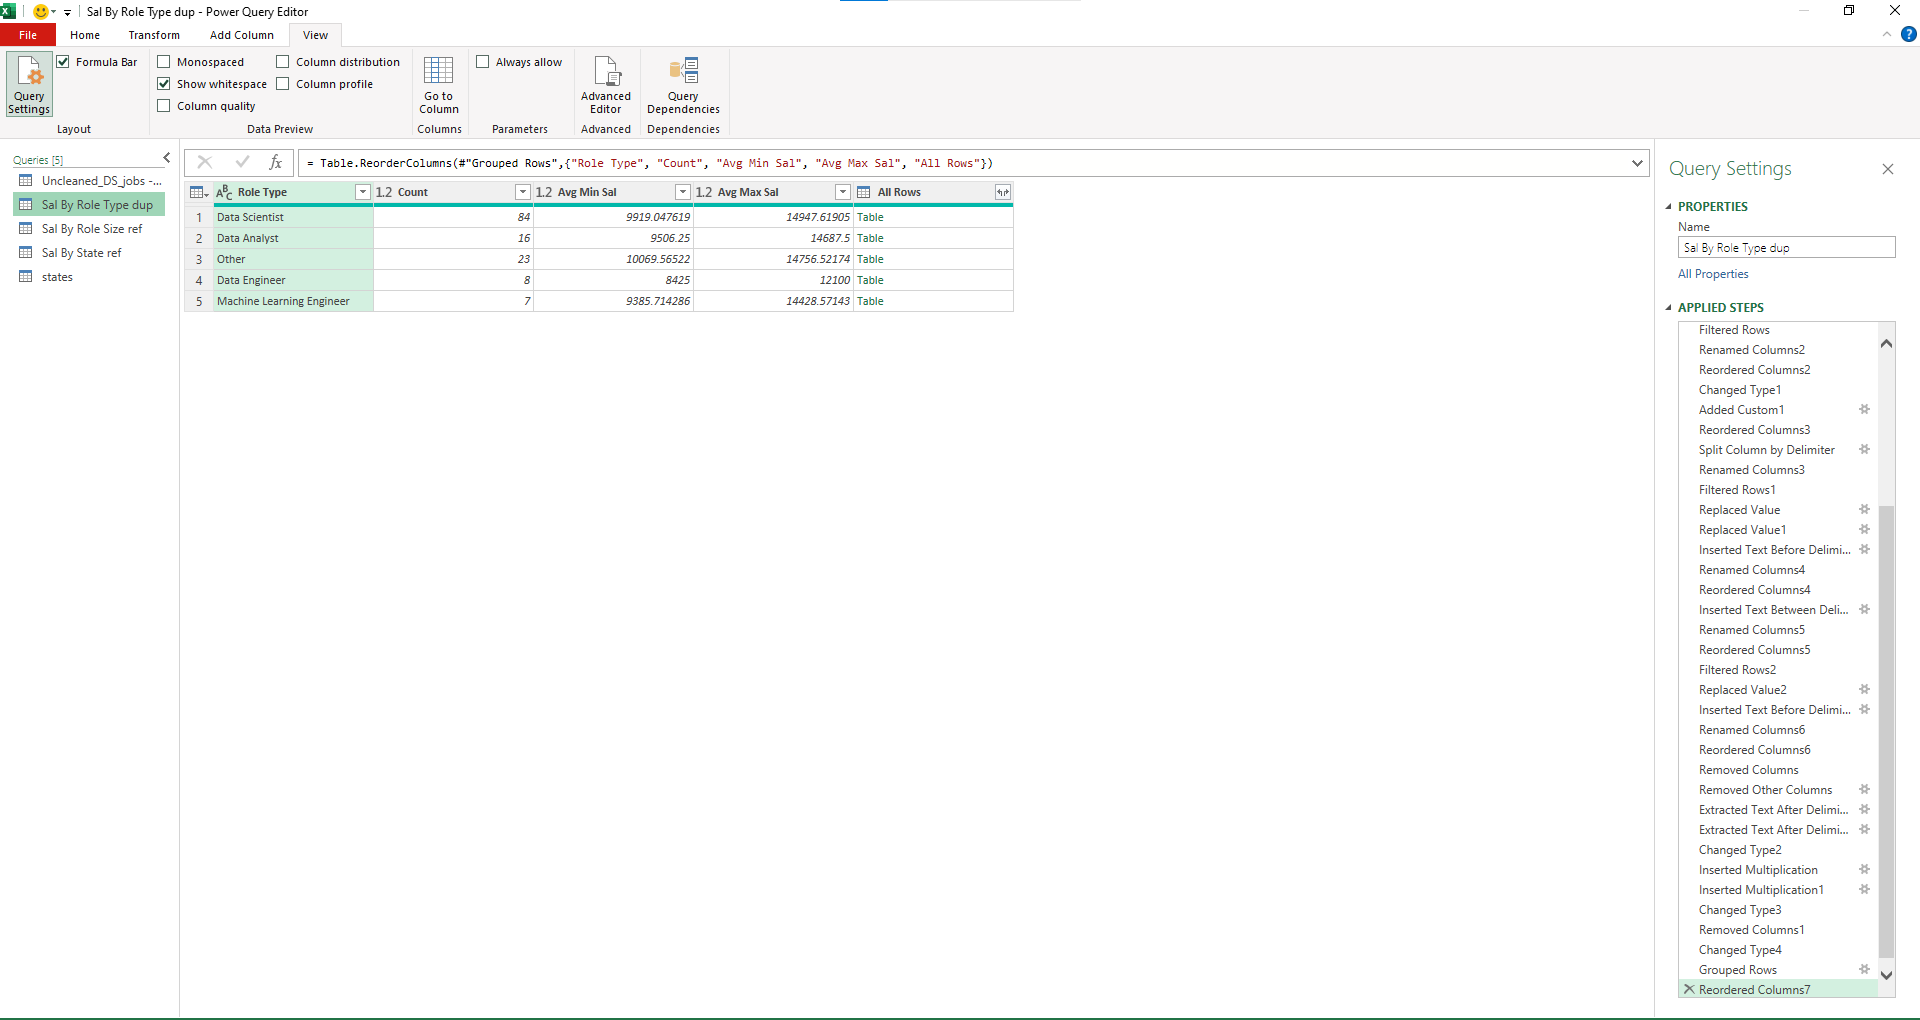 Sal By Role Type dup - Power Query Editor
File Home Transform Add Column View
Query Settings
Formula Bar
Layout
Monospaced
Show whitespace
Column quality
Column distribution
Column profile
Data Preview
Go to Column
Columns
Always allow
Parameters
Advanced Editor
Advanced
Query Dependencies
Dependencies
Queries [5]
Uncleaned_DS_jobs -...
Sal By Role Type dup
Sal By Role Size ref
Sal By State ref
states
fx
= Table.ReorderColumns(#"Grouped Rows",{"Role Type", "Count", "Avg Min Sal", "Avg Max Sal", "All Rows"})
ABC Role Type 1.2 Count 1.2 Avg Min Sal 1.2 Avg Max Sal All Rows
1 Data Scientist 84 9919.047619 14947.61905 Table
2 Data Analyst 16 9506.25 14687.5 Table
3 Other 23 10069.56522 14756.52174 Table
4 Data Engineer 8 8425 12100 Table
5 Machine Learning Engineer 7 9385.714286 14428.57143 Table
Query Settings
PROPERTIES
Name
Sal By Role Type dup
All Properties
APPLIED STEPS
Filtered Rows
Renamed Columns2
Reordered Columns2
Changed Type1
Added Custom1
Reordered Columns3
Split Column by Delimiter
Renamed Columns3
Filtered Rows1
Replaced Value
Replaced Value1
Inserted Text Before Delimi...
Renamed Columns4
Reordered Columns4
Inserted Text Between Deli...
Renamed Columns5
Reordered Columns5
Filtered Rows2
Replaced Value2
Inserted Text Before Delimi...
Renamed Columns6
Reordered Columns6
Removed Columns
Removed Other Columns
Extracted Text After Delimi...
Extracted Text After Delimi...
Changed Type2
Inserted Multiplication
Inserted Multiplication1
Changed Type3
Removed Columns1
Changed Type4
Grouped Rows
Reordered Columns7